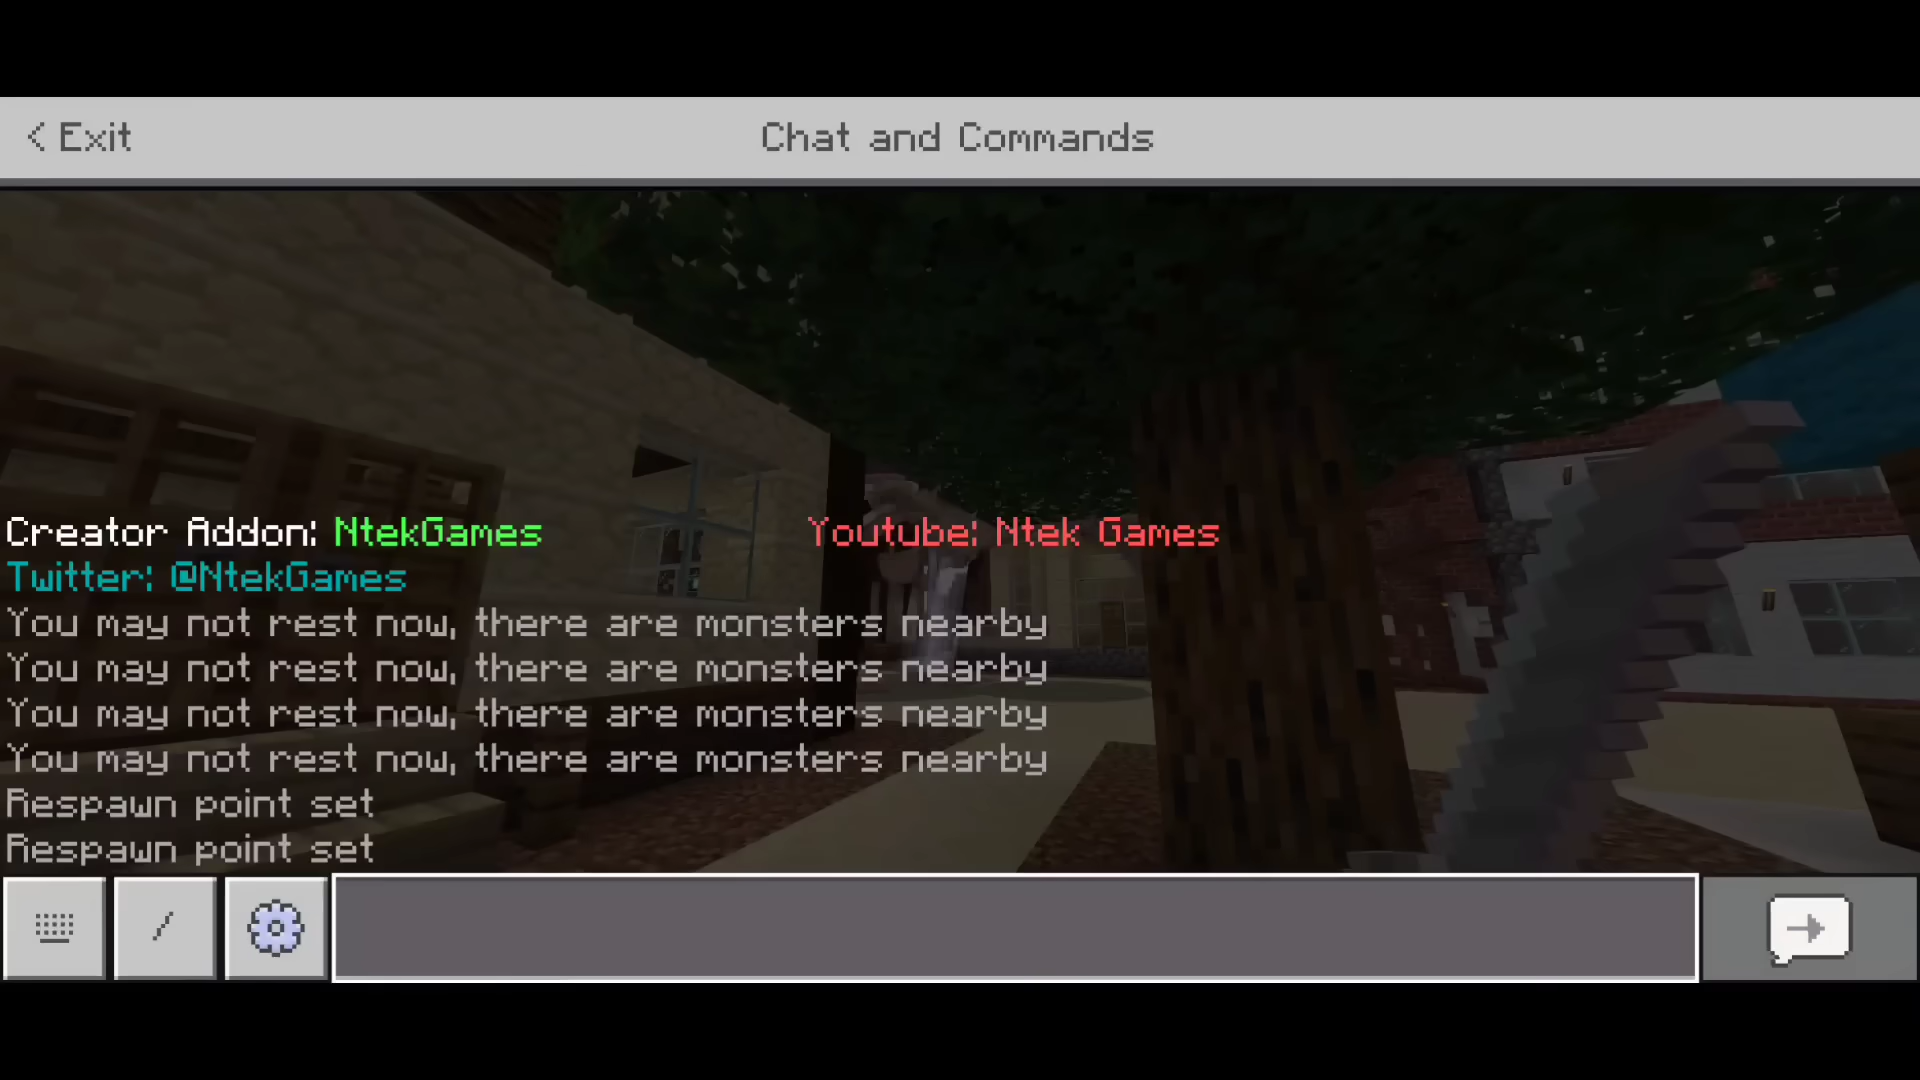 < Exit
Chat and Commands
Creator Addon: NtekGames Youtube: Ntek Games
Twitter: @NtekGames
You may not rest now, there are monsters nearby
You may not rest now, there are monsters nearby
You may not rest now, there are monsters nearby
You may not rest now, there are monsters nearby
Respawn point set
Respawn point set
/